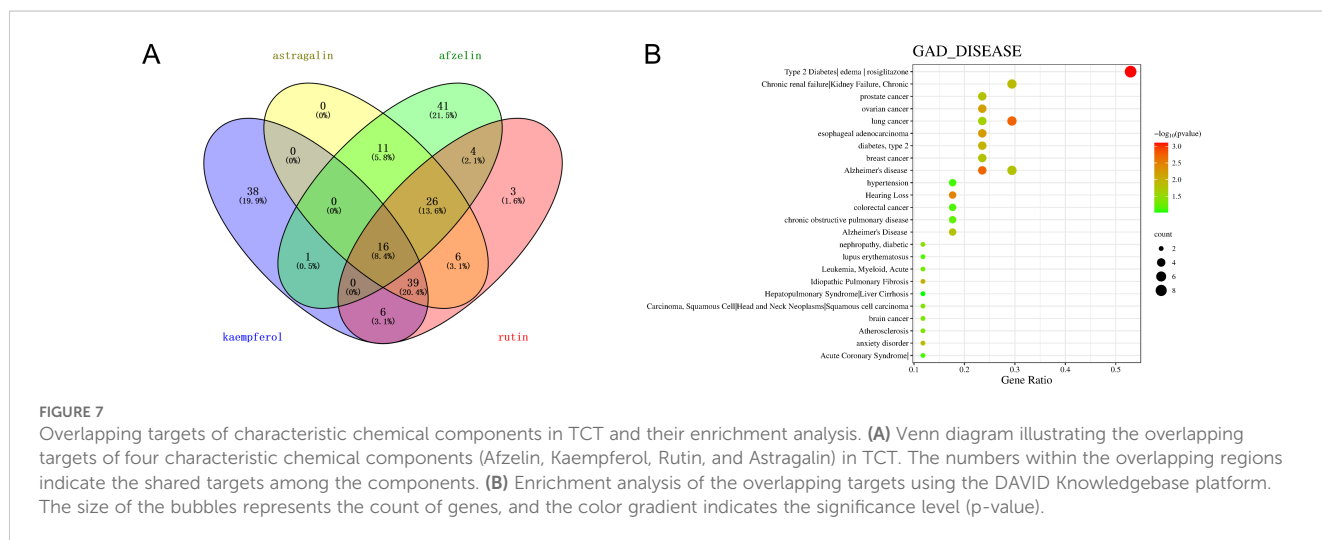 A
astragalin
afzelin
0
(0%)
41
(21.5%)
0
(0%)
11
(5.8%)
4
(2.1%)
38
(19.9%)
0
(0%)
26
(13.6%)
3
(1.6%)
1
(0.5%)
16
(8.4%)
6
(3.1%)
0
(0%)
39
(20.4%)
6
(3.1%)
kaempferol
rutin
B
GAD_DISEASE
Type 2 Diabetes| edema | rosiglitazone
Chronic renal failure|Kidney Failure, Chronic
prostate cancer
ovarian cancer
lung cancer
esophageal adenocarcinoma
diabetes, type 2
breast cancer
Alzheimer's disease
hypertension
Hearing Loss
colorectal cancer
chronic obstructive pulmonary disease
Alzheimer's Disease
nephropathy, diabetic
lupus erythematosus
Leukemia, Myeloid, Acute
Idiopathic Pulmonary Fibrosis
Hepatopulmonary Syndrome|Liver Cirrhosis
Carcinoma, Squamous Cell|Head and Neck Neoplasms|Squamous cell carcinoma
brain cancer
Atherosclerosis
anxiety disorder
Acute Coronary Syndrome|
0.1 0.2 0.3 0.4 0.5
Gene Ratio
−log10(pvalue)
3.0
2.5
2.0
1.5
count
2
4
6
8
FIGURE 7
Overlapping targets of characteristic chemical components in TCT and their enrichment analysis. (A) Venn diagram illustrating the overlapping
targets of four characteristic chemical components (Afzelin, Kaempferol, Rutin, and Astragalin) in TCT. The numbers within the overlapping regions
indicate the shared targets among the components. (B) Enrichment analysis of the overlapping targets using the DAVID Knowledgebase platform.
The size of the bubbles represents the count of genes, and the color gradient indicates the significance level (p-value).